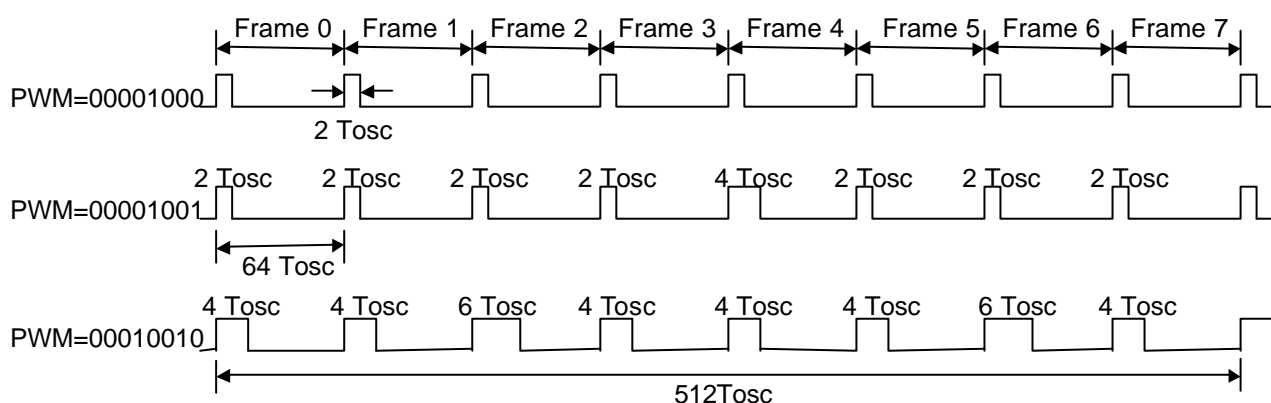 Frame 0 Frame 1 Frame 2 Frame 3 Frame 4 Frame 5 Frame 6 Frame 7
PWM=00001000
2 Tosc
2 Tosc 2 Tosc 2 Tosc 2 Tosc 4 Tosc 2 Tosc 2 Tosc 2 Tosc
PWM=00001001
64 Tosc
4 Tosc 4 Tosc 6 Tosc 4 Tosc 4 Tosc 4 Tosc 6 Tosc 4 Tosc
PWM=00010010
512Tosc